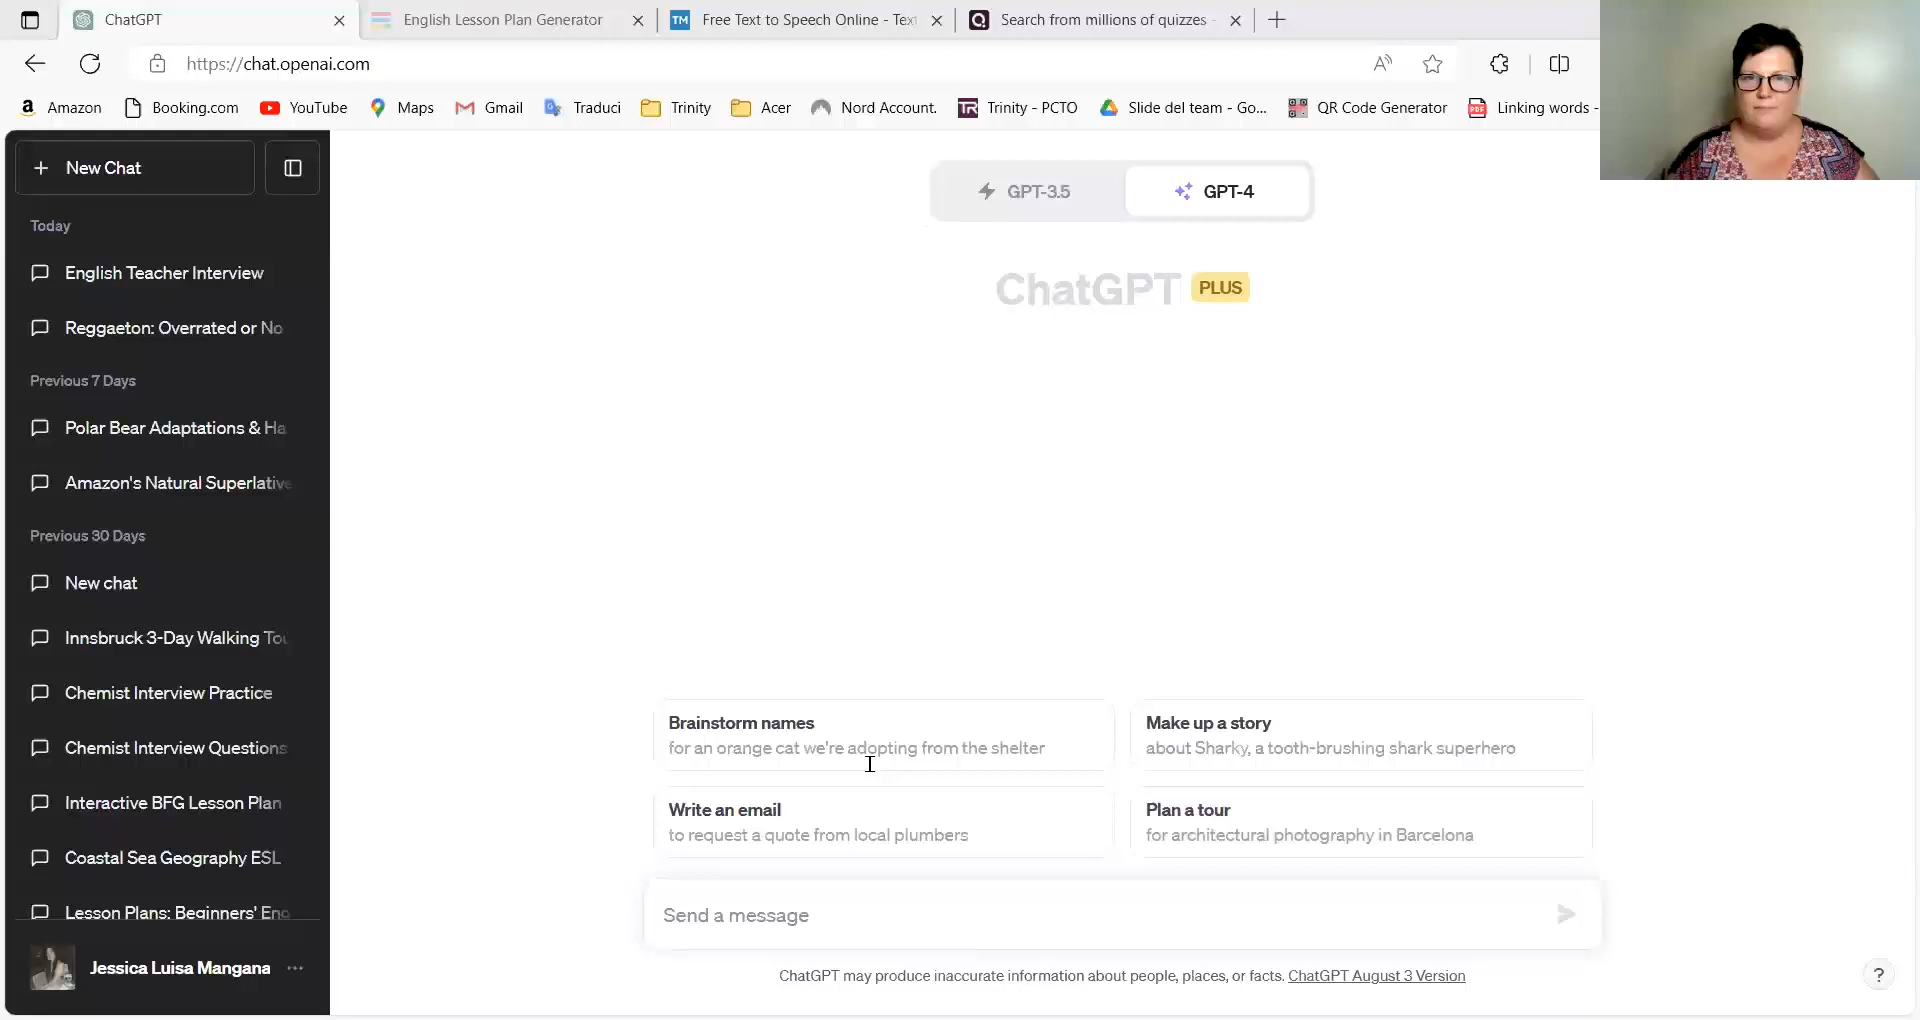 ChatGPT
English Lesson Plan Generator
Free Text to Speech Online - Tex
Search from millions of quizzes -
https://chat.openai.com
Amazon
Booking.com
YouTube
Maps
Gmail
Traduci
Trinity
Acer
Nord Account.
Trinity - PCTO
Slide del team - Go...
QR Code Generator
Linking words -
New Chat
Today
English Teacher Interview
Reggaeton: Overrated or No
Previous 7 Days
Polar Bear Adaptations & Ha
Amazon's Natural Superlative
Previous 30 Days
New chat
Innsbruck 3-Day Walking Tou
Chemist Interview Practice
Chemist Interview Questions
Interactive BFG Lesson Plan
Coastal Sea Geography ESL
Lesson Plans: Beginners' Eng
Jessica Luisa Mangana
GPT-3.5
GPT-4
ChatGPT PLUS
Brainstorm names
for an orange cat we're adopting from the shelter
Make up a story
about Sharky, a tooth-brushing shark superhero
Write an email
to request a quote from local plumbers
Plan a tour
for architectural photography in Barcelona
Send a message
ChatGPT may produce inaccurate information about people, places, or facts. ChatGPT August 3 Version
?